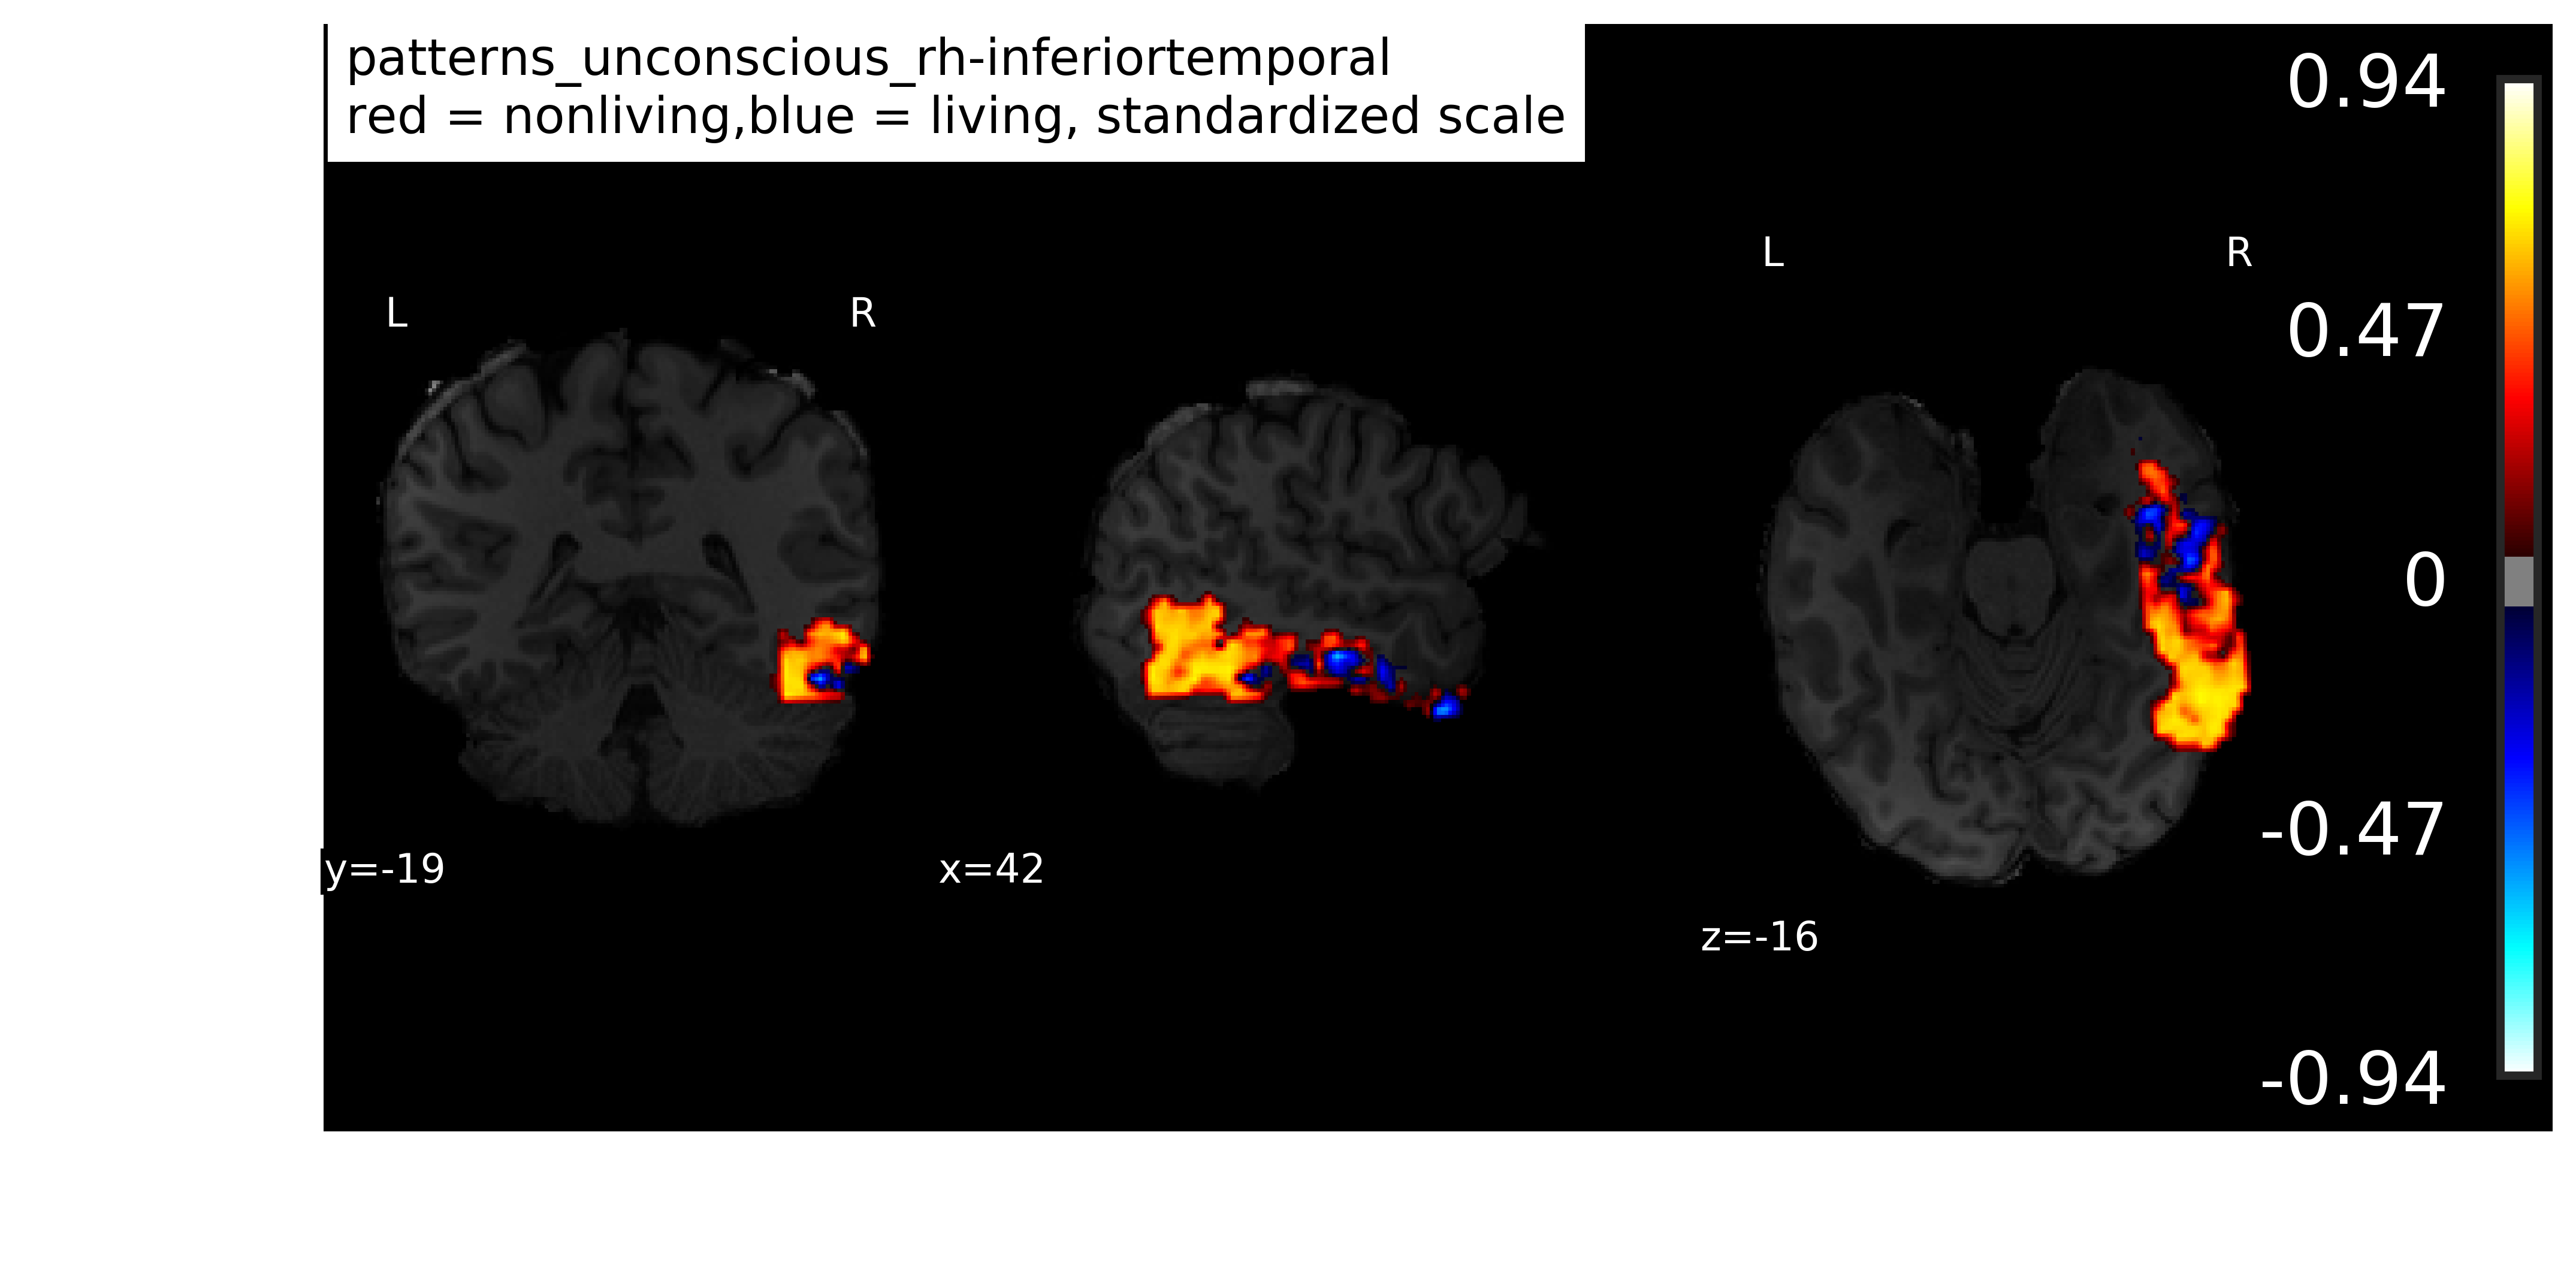 patterns_unconscious_rh-inferiortemporal
red = nonliving,blue = living, standardized scale
L
R
y=-19
x=42
L
R
z=-16
0.94
0.47
0
-0.47
-0.94